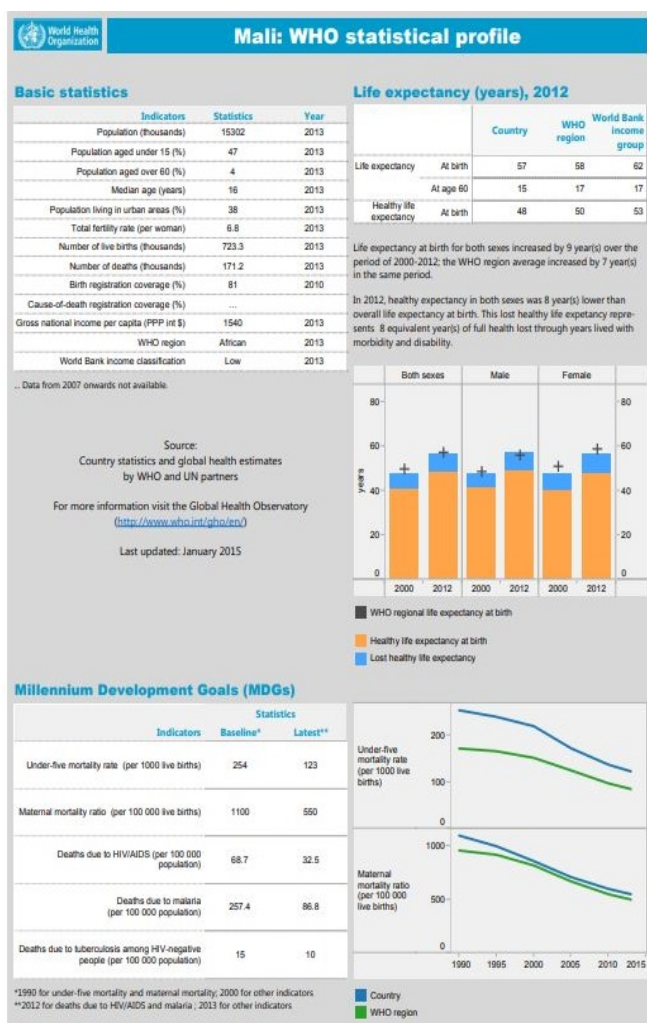 World Health
Organization
Mali: WHO statistical profile
Basic statistics
Indicators Statistics Year
Population (thousands) 15302 2013
Population aged under 15 (%) 47 2013
Population aged over 60 (%) 4 2013
Median age (years) 16 2013
Population living in urban areas (%) 38 2013
Total fertility rate (per woman) 6.8 2013
Number of live births (thousands) 723.3 2013
Number of deaths (thousands) 171.2 2013
Birth registration coverage (%) 81 2010
Cause-of-death registration coverage (%) ...
Gross national income per capita (PPP int $) 1540 2013
WHO region African 2013
World Bank income classification Low 2013
... Data from 2007 onwards not available.
Source:
Country statistics and global health estimates
by WHO and UN partners
For more information visit the Global Health Observatory
(http://www.who.int/gho/en/)
Last updated: January 2015
Life expectancy (years), 2012
Country WHO region World Bank income group
Life expectancy At birth 57 58 62
At age 60 15 17 17
Healthy life expectancy At birth 48 50 53
Life expectancy at birth for both sexes increased by 9 year(s) over the
period of 2000-2012; the WHO region average increased by 7 year(s)
in the same period.
In 2012, healthy expectancy in both sexes was 8 year(s) lower than
overall life expectancy at birth. This lost healthy life expetancy repre-
sents 8 equivalent year(s) of full health lost through years lived with
morbidity and disability.
Both sexes Male Female
80 80
60 60
years
40 40
20 20
0 0
2000 2012 2000 2012 2000 2012
WHO regional life expectancy at birth
Healthy life expectancy at birth
Lost healthy life expectancy
Millennium Development Goals (MDGs)
Statistics
Indicators Baseline* Latest**
Under-five mortality rate (per 1000 live births) 254 123
Maternal mortality ratio (per 100 000 live births) 1100 550
Deaths due to HIV/AIDS (per 100 000
population) 68.7 32.5
Deaths due to malaria
(per 100 000 population) 257.4 86.8
Deaths due to tuberculosis among HIV-negative
people (per 100 000 population) 15 10
*1990 for under-five mortality and maternal mortality; 2000 for other indicators
**2012 for deaths due to HIV/AIDS and malaria ; 2013 for other indicators
Under-five
mortality rate
(per 1000 live
births)
200
100
0
Maternal
mortality ratio
(per 100 000
live births)
1000
500
0
1990 1995 2000 2005 2010 2015
Country
WHO region